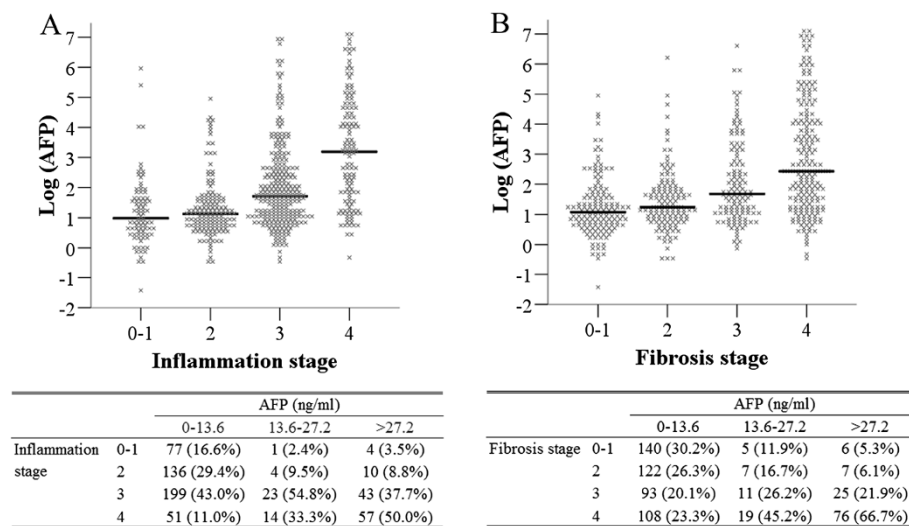 A
7
6
5
4
3
2
1
0
-1
-2
Log (AFP)
0-1 2 3 4
Inflammation stage
AFP (ng/ml)
0-13.6 13.6-27.2 >27.2
Inflammation 0-1 77 (16.6%) 1 (2.4%) 4 (3.5%)
stage 2 136 (29.4%) 4 (9.5%) 10 (8.8%)
3 199 (43.0%) 23 (54.8%) 43 (37.7%)
4 51 (11.0%) 14 (33.3%) 57 (50.0%)
B
7
6
5
4
3
2
1
0
-1
-2
Log (AFP)
0-1 2 3 4
Fibrosis stage
AFP (ng/ml)
0-13.6 13.6-27.2 >27.2
Fibrosis stage 0-1 140 (30.2%) 5 (11.9%) 6 (5.3%)
2 122 (26.3%) 7 (16.7%) 7 (6.1%)
3 93 (20.1%) 11 (26.2%) 25 (21.9%)
4 108 (23.3%) 19 (45.2%) 76 (66.7%)